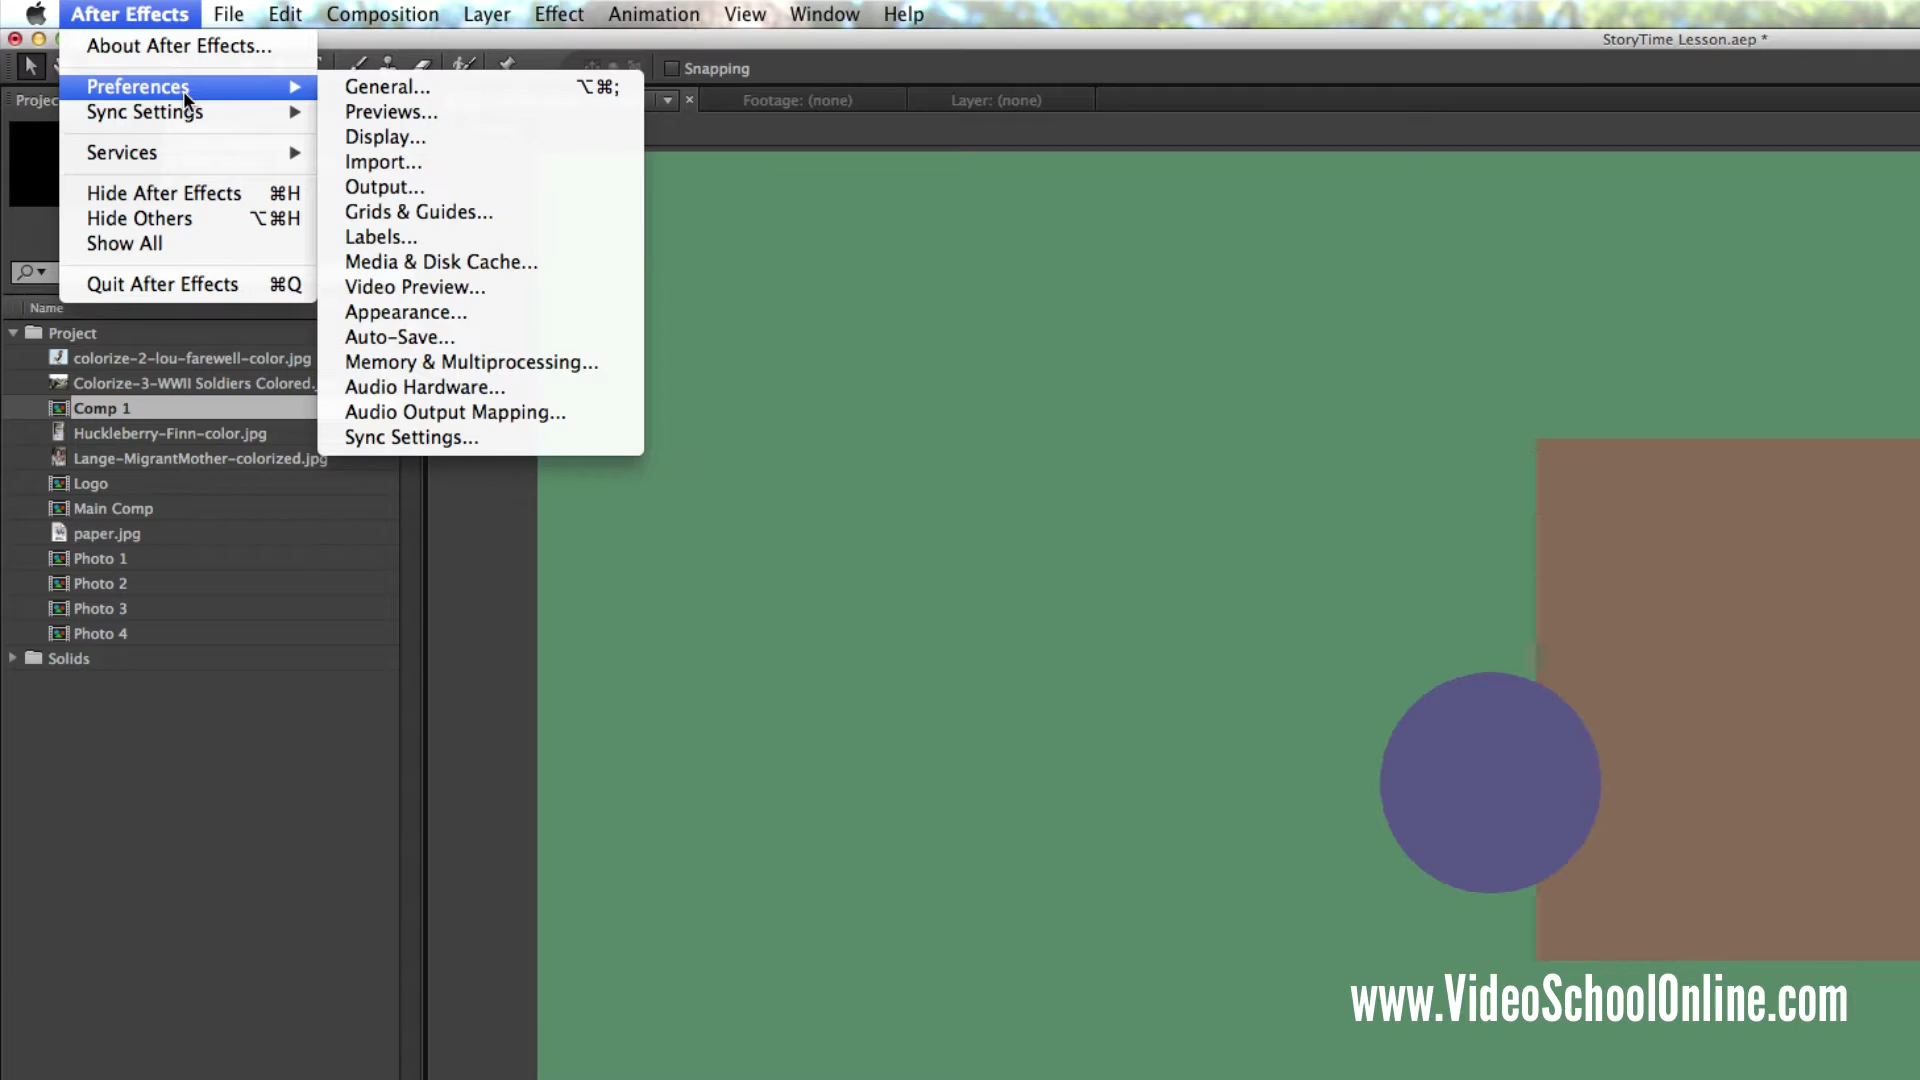 After Effects File Edit Composition Layer Effect Animation View Window Help
StoryTime Lesson.aep *
About After Effects...
Preferences
Sync Settings
Services
Hide After Effects ⌘H
Hide Others ⌥⌘H
Show All
Quit After Effects ⌘Q
General... ⌥⌘;
Previews...
Display...
Import...
Output...
Grids & Guides...
Labels...
Media & Disk Cache...
Video Preview...
Appearance...
Auto-Save...
Memory & Multiprocessing...
Audio Hardware...
Audio Output Mapping...
Sync Settings...
Snapping
Footage: (none) Layer: (none)
Name
Project
colorize-2-lou-farewell-color.jpg
Colorize-3-WWII Soldiers Colored.
Comp 1
Huckleberry-Finn-color.jpg
Lange-MigrantMother-colorized.jpg
Logo
Main Comp
paper.jpg
Photo 1
Photo 2
Photo 3
Photo 4
Solids
www.VideoSchoolOnline.com